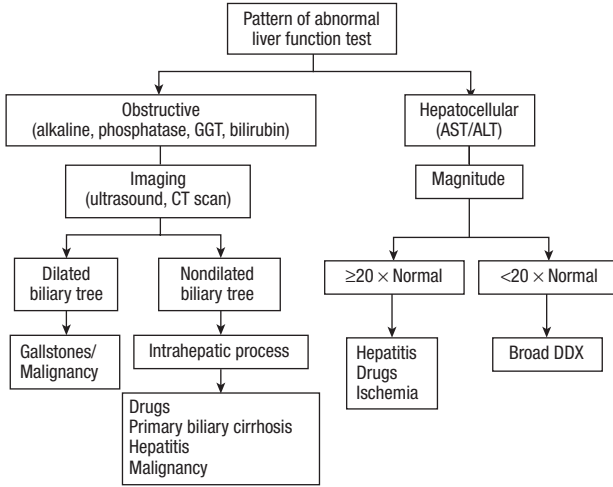 Pattern of abnormal
liver function test
Obstructive
(alkaline, phosphatase, GGT, bilirubin)
Hepatocellular
(AST/ALT)
Imaging
(ultrasound, CT scan)
Magnitude
Dilated
biliary tree
Nondilated
biliary tree
≥20 × Normal
<20 × Normal
Gallstones/
Malignancy
Intrahepatic process
Hepatitis
Drugs
Ischemia
Broad DDX
Drugs
Primary biliary cirrhosis
Hepatitis
Malignancy